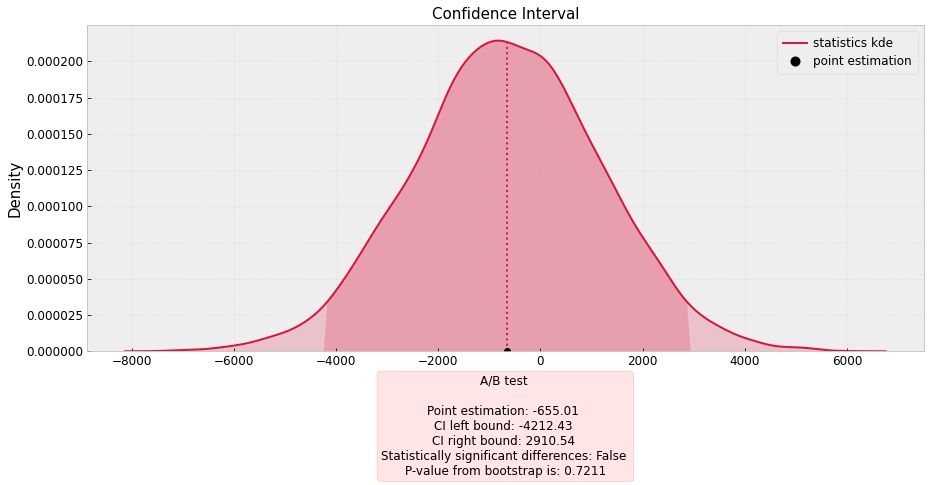 Confidence Interval
statistics kde
point estimation
Density
0.000200
0.000175
0.000150
0.000125
0.000100
0.000075
0.000050
0.000025
0.000000
−8000 −6000 −4000 −2000 0 2000 4000 6000
A/B test
Point estimation: -655.01
CI left bound: -4212.43
CI right bound: 2910.54
Statistically significant differences: False
P-value from bootstrap is: 0.7211